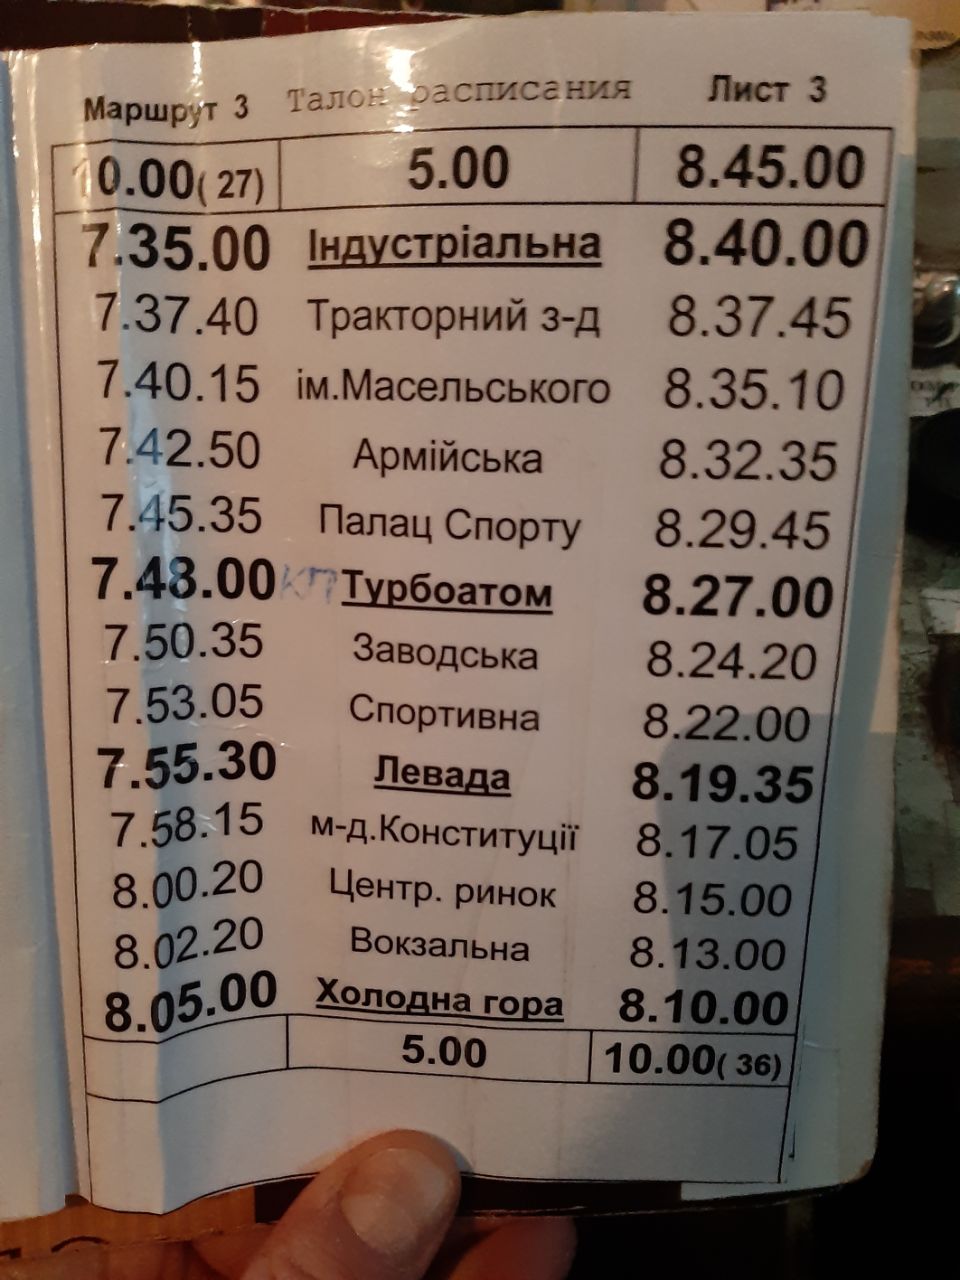 Маршрут 3 Талон расписания Лист 3
10.00( 27) 5.00 8.45.00
7.35.00 Індустріальна 8.40.00
7.37.40 Тракторний з-д 8.37.45
7.40.15 ім.Масельського 8.35.10
7.42.50 Армійська 8.32.35
7.45.35 Палац Спорту 8.29.45
7.48.00 КП Турбоатом 8.27.00
7.50.35 Заводська 8.24.20
7.53.05 Спортивна 8.22.00
7.55.30 Левада 8.19.35
7.58.15 м-д.Конституції 8.17.05
8.00.20 Центр. ринок 8.15.00
8.02.20 Вокзальна 8.13.00
8.05.00 Холодна гора 8.10.00
5.00 10.00( 36)